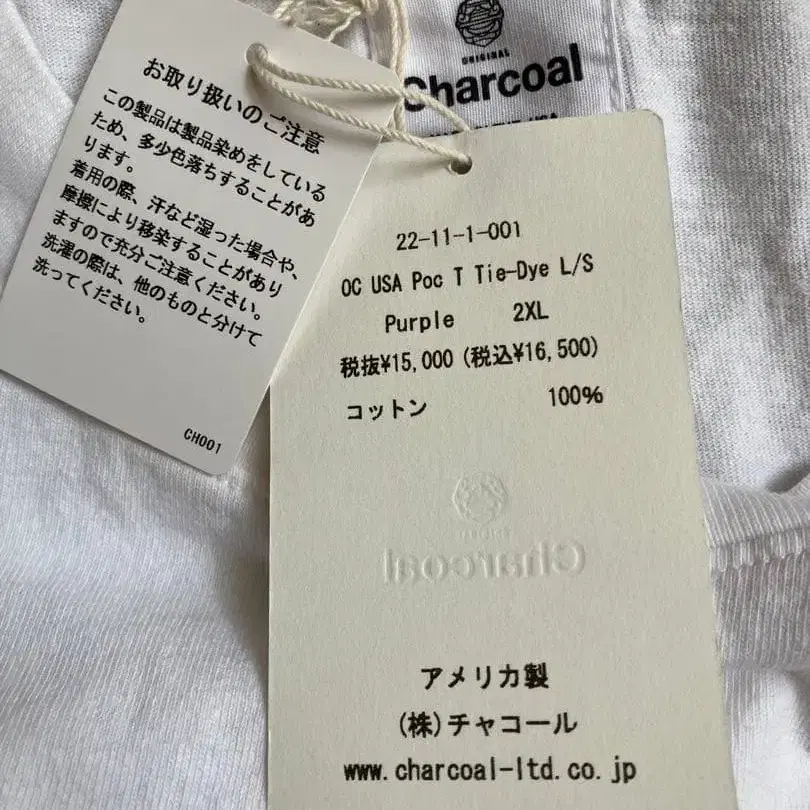 お取り扱いのご注意
この製品は製品染めをしている
ため、多少色落ちすることがあ
ります。
着用の際、汗など湿った場合や、
摩擦により移染することがあり
ますので充分ご注意ください。
洗濯の際は、他のものと分けて
洗ってください。
CH001
ORIGINAL
Charcoal
22-11-1-001
OC USA Poc T Tie-Dye L/S
Purple 2XL
税抜¥15,000 (税込¥16,500)
コットン 100%
ORIGINAL
Charcoal
アメリカ製
(株)チャコール
www.charcoal-ltd.co.jp